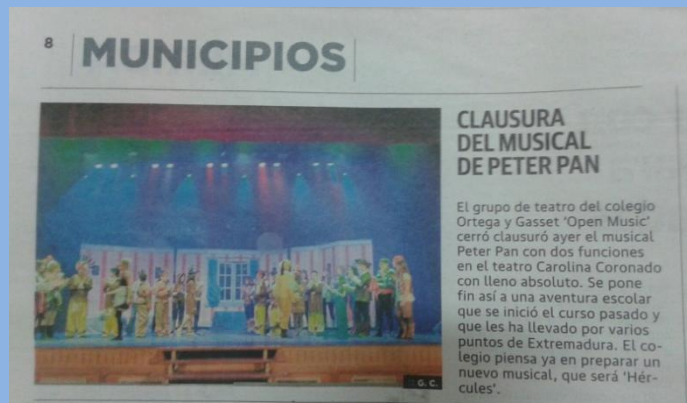 8
MUNICIPIOS
G. C.
CLAUSURA
DEL MUSICAL
DE PETER PAN
El grupo de teatro del colegio
Ortega y Gasset ‘Open Music’
cerró clausuró ayer el musical
Peter Pan con dos funciones
en el teatro Carolina Coronado
con lleno absoluto. Se pone
fin así a una aventura escolar
que se inició el curso pasado y
que les ha llevado por varios
puntos de Extremadura. El co-
legio piensa ya en preparar un
nuevo musical, que será ‘Hér-
cules’.